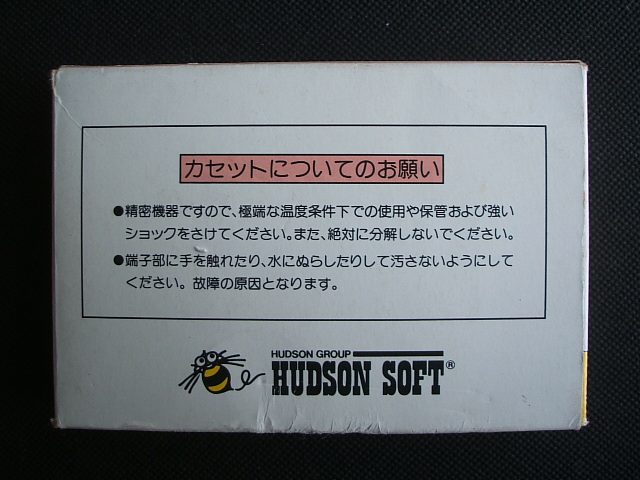 カセットについてのお願い
●精密機器ですので、極端な温度条件下での使用や保管および強い
ショックをさけてください。また、絶対に分解しないでください。
●端子部に手を触れたり、水にぬらしたりして汚さないようにして
ください。故障の原因となります。
HUDSON GROUP
HUDSON SOFT®